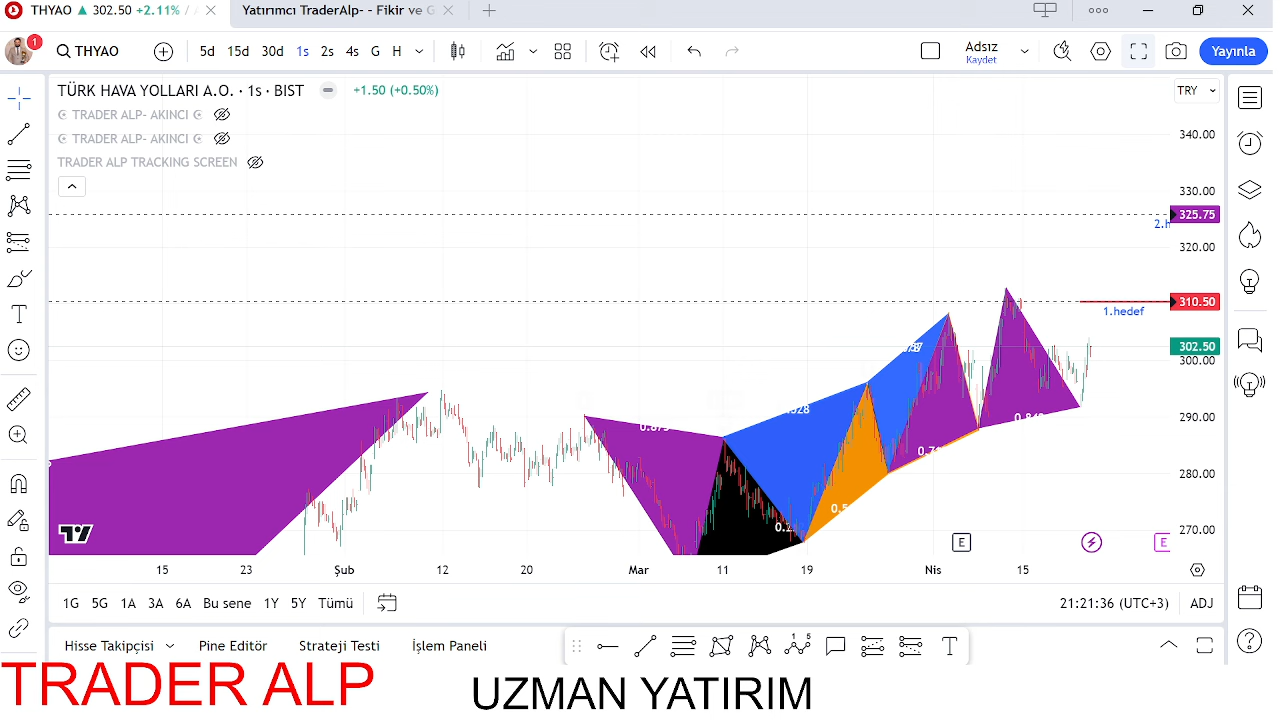 THYAO ▲ 302.50 +2.11% /
Yatırımcı TraderAlp- - Fikir ve G
1
THYAO
5d 15d 30d 1s 2s 4s G H
Adsız
Kaydet
Yayınla
TÜRK HAVA YOLLARI A.O. · 1s · BIST
+1.50 (+0.50%)
TRADER ALP- AKINCI
TRADER ALP- AKINCI
TRADER ALP TRACKING SCREEN
TRY
340.00
330.00
325.75
2.h
320.00
310.50
1.hedef
302.50
300.00
290.00
280.00
270.00
E
E
15 23 Şub 12 20 Mar 11 19 Nis 15
1G 5G 1A 3A 6A Bu sene 1Y 5Y Tümü
21:21:36 (UTC+3) ADJ
Hisse Takipçisi Pine Editör Strateji Testi İşlem Paneli
TRADER ALP
UZMAN YATIRIM